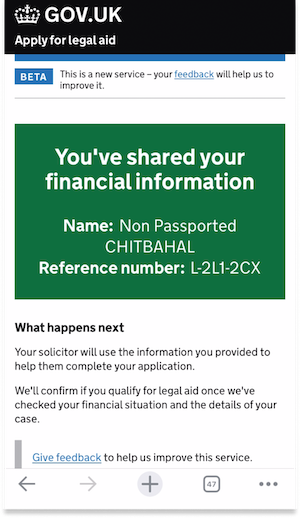 GOV.UK
Apply for legal aid
BETA
This is a new service – your feedback will help us to
improve it.
You've shared your
financial information
Name: Non Passported
CHITBAHAL
Reference number: L-2L1-2CX
What happens next
Your solicitor will use the information you provided to
help them complete your application.
We'll confirm if you qualify for legal aid once we've
checked your financial situation and the details of your
case.
Give feedback to help us improve this service.
47